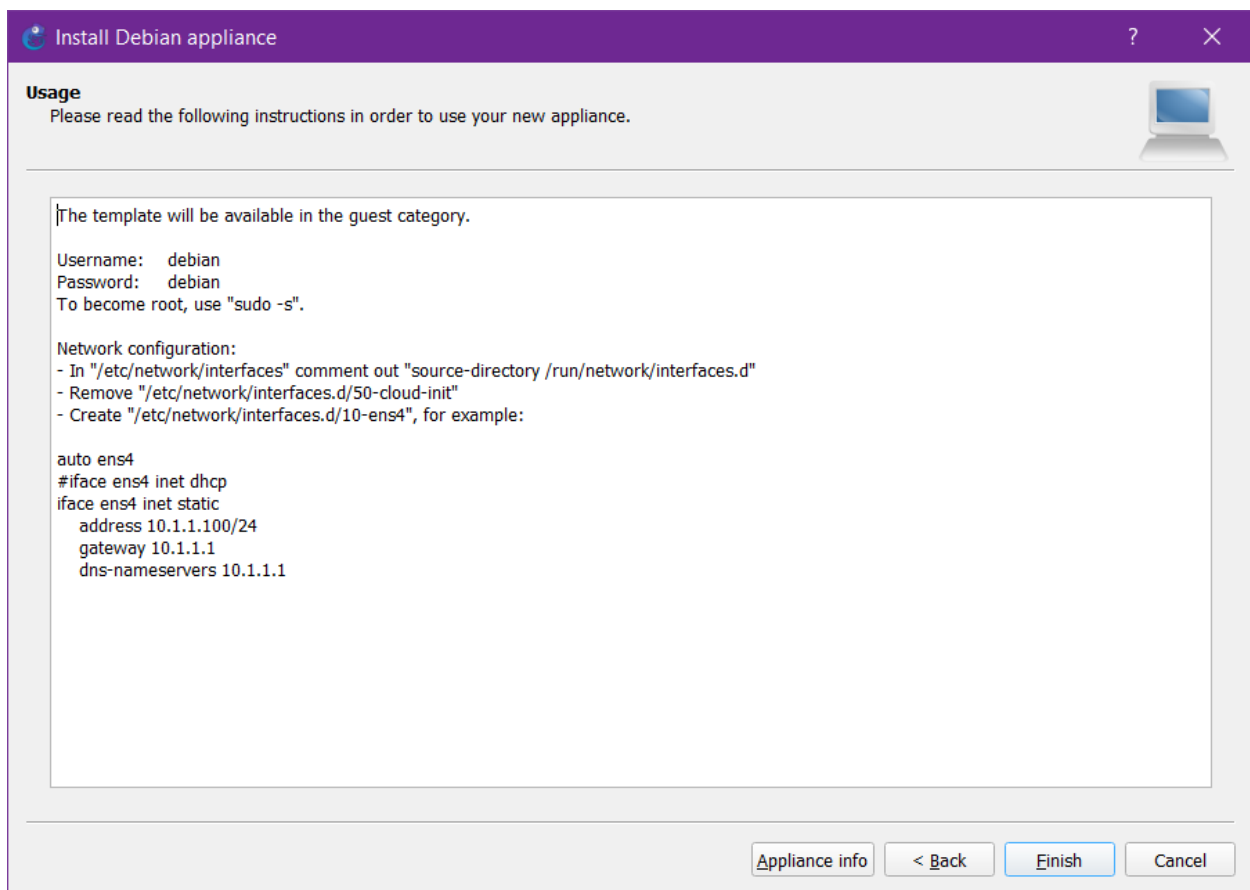 Install Debian appliance
?
Usage
Please read the following instructions in order to use your new appliance.
The template will be available in the guest category.
Username: debian
Password: debian
To become root, use "sudo -s".
Network configuration:
- In "/etc/network/interfaces" comment out "source-directory /run/network/interfaces.d"
- Remove "/etc/network/interfaces.d/50-cloud-init"
- Create "/etc/network/interfaces.d/10-ens4", for example:
auto ens4
#iface ens4 inet dhcp
iface ens4 inet static
address 10.1.1.100/24
gateway 10.1.1.1
dns-nameservers 10.1.1.1
Appliance info
< Back
Finish
Cancel